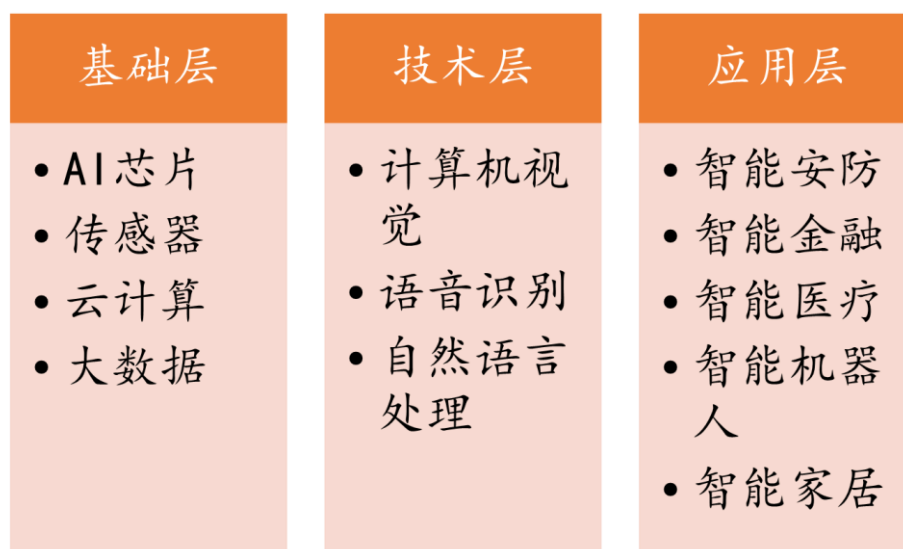 基础层
• AI芯片
• 传感器
• 云计算
• 大数据
技术层
• 计算机视
觉
• 语音识别
• 自然语言
处理
应用层
• 智能安防
• 智能金融
• 智能医疗
• 智能机器
人
• 智能家居